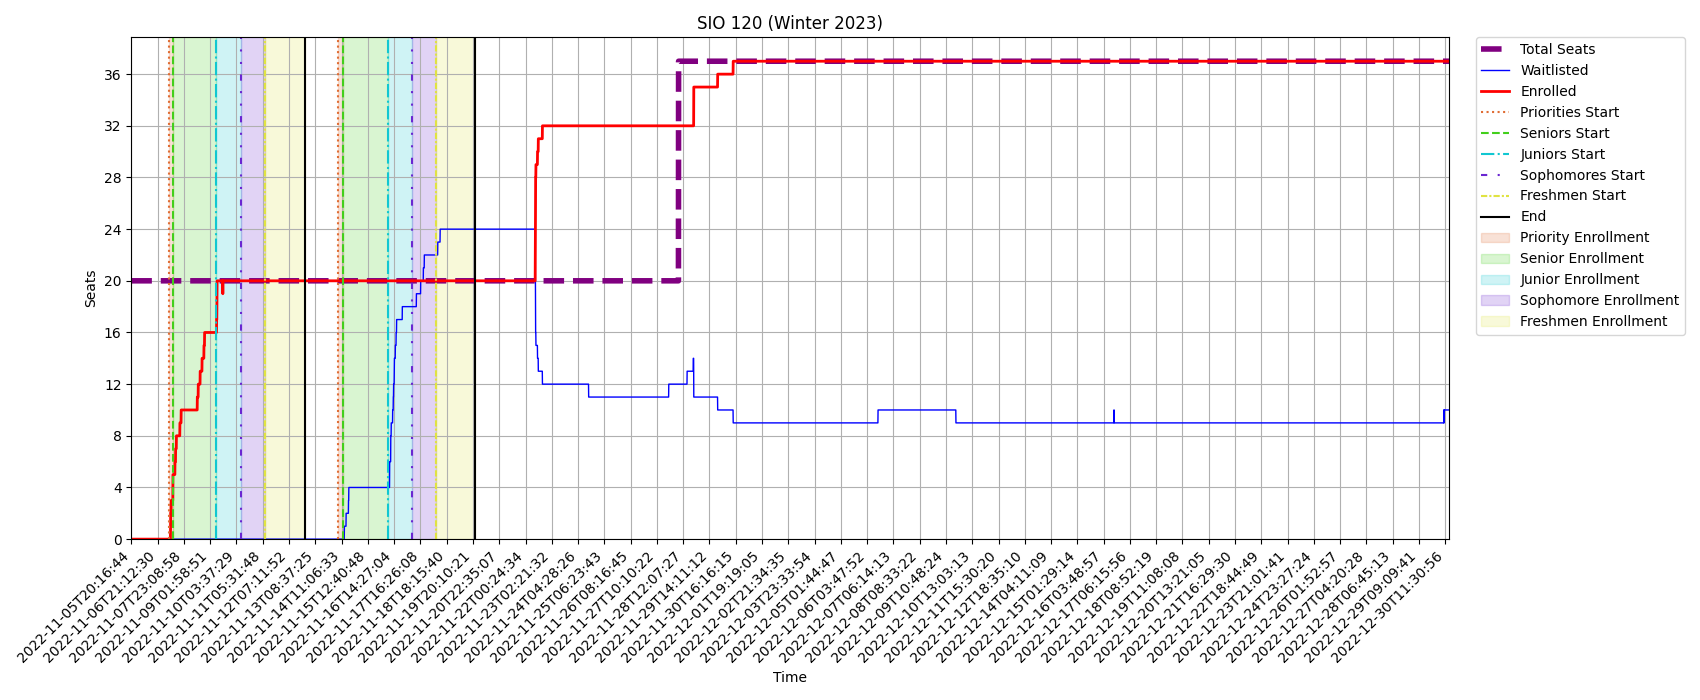 SIO 120 (Winter 2023)
Seats
36
32
28
24
20
16
12
8
4
0
2022-11-05T20:16:44
2022-11-06T21:12:30
2022-11-07T23:08:58
2022-11-09T01:58:51
2022-11-10T03:37:29
2022-11-11T05:31:48
2022-11-12T07:11:52
2022-11-13T08:37:25
2022-11-14T11:06:33
2022-11-15T12:40:48
2022-11-16T14:27:04
2022-11-17T16:26:08
2022-11-18T18:15:40
2022-11-19T20:10:21
2022-11-20T22:35:07
2022-11-22T00:24:34
2022-11-23T02:21:32
2022-11-24T04:28:26
2022-11-25T06:23:43
2022-11-26T08:16:45
2022-11-27T10:10:22
2022-11-28T12:07:27
2022-11-29T14:11:12
2022-11-30T16:16:15
2022-12-01T19:19:05
2022-12-02T21:34:35
2022-12-03T23:33:54
2022-12-05T01:44:47
2022-12-06T03:47:52
2022-12-07T06:14:13
2022-12-08T08:33:22
2022-12-09T10:48:24
2022-12-10T13:03:13
2022-12-11T15:30:20
2022-12-12T18:35:10
2022-12-14T04:11:09
2022-12-15T01:29:14
2022-12-16T03:48:57
2022-12-17T06:15:56
2022-12-18T08:52:19
2022-12-19T11:08:08
2022-12-20T13:21:05
2022-12-21T16:29:30
2022-12-22T18:44:49
2022-12-23T21:01:41
2022-12-24T23:27:24
2022-12-26T01:52:57
2022-12-27T04:20:28
2022-12-28T06:45:13
2022-12-29T09:09:41
2022-12-30T11:30:56
Time
Total Seats
Waitlisted
Enrolled
Priorities Start
Seniors Start
Juniors Start
Sophomores Start
Freshmen Start
End
Priority Enrollment
Senior Enrollment
Junior Enrollment
Sophomore Enrollment
Freshmen Enrollment